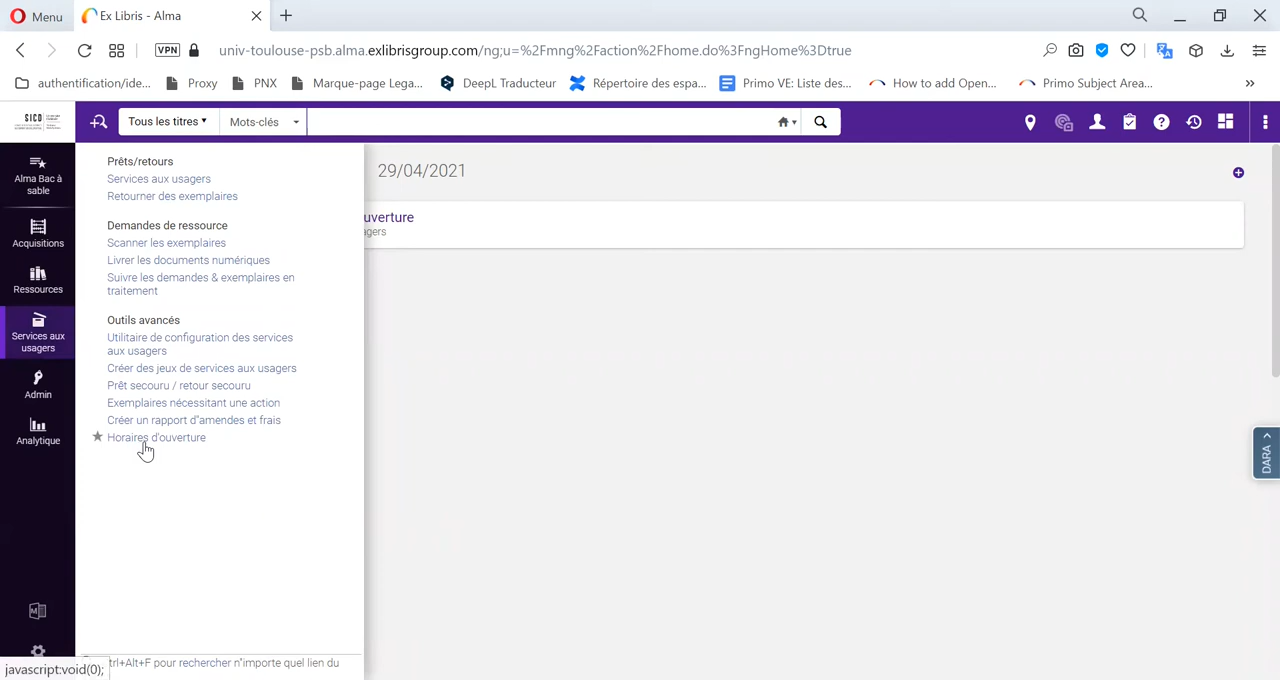 Menu
Ex Libris - Alma
VPN
univ-toulouse-psb.alma.exlibrisgroup.com/ng;u=%2Fmng%2Faction%2Fhome.do%3FngHome%3Dtrue
authentification/ide...
Proxy
PNX
Marque-page Lega...
DeepL Traducteur
Répertoire des espa...
Primo VE: Liste des...
How to add Open...
Primo Subject Area...
SICD
Tous les titres
Mots-clés
Alma Bac à
sable
Acquisitions
Ressources
Services aux
usagers
Admin
Analytique
Prêts/retours
Services aux usagers
Retourner des exemplaires
Demandes de ressource
Scanner les exemplaires
Livrer les documents numériques
Suivre les demandes & exemplaires en
traitement
Outils avancés
Utilitaire de configuration des services
aux usagers
Créer des jeux de services aux usagers
Prêt secouru / retour secouru
Exemplaires nécessitant une action
Créer un rapport d"amendes et frais
Horaires d'ouverture
29/04/2021
uverture
agers
DARA
trl+Alt+F pour rechercher n"importe quel lien du
javascript:void(0);